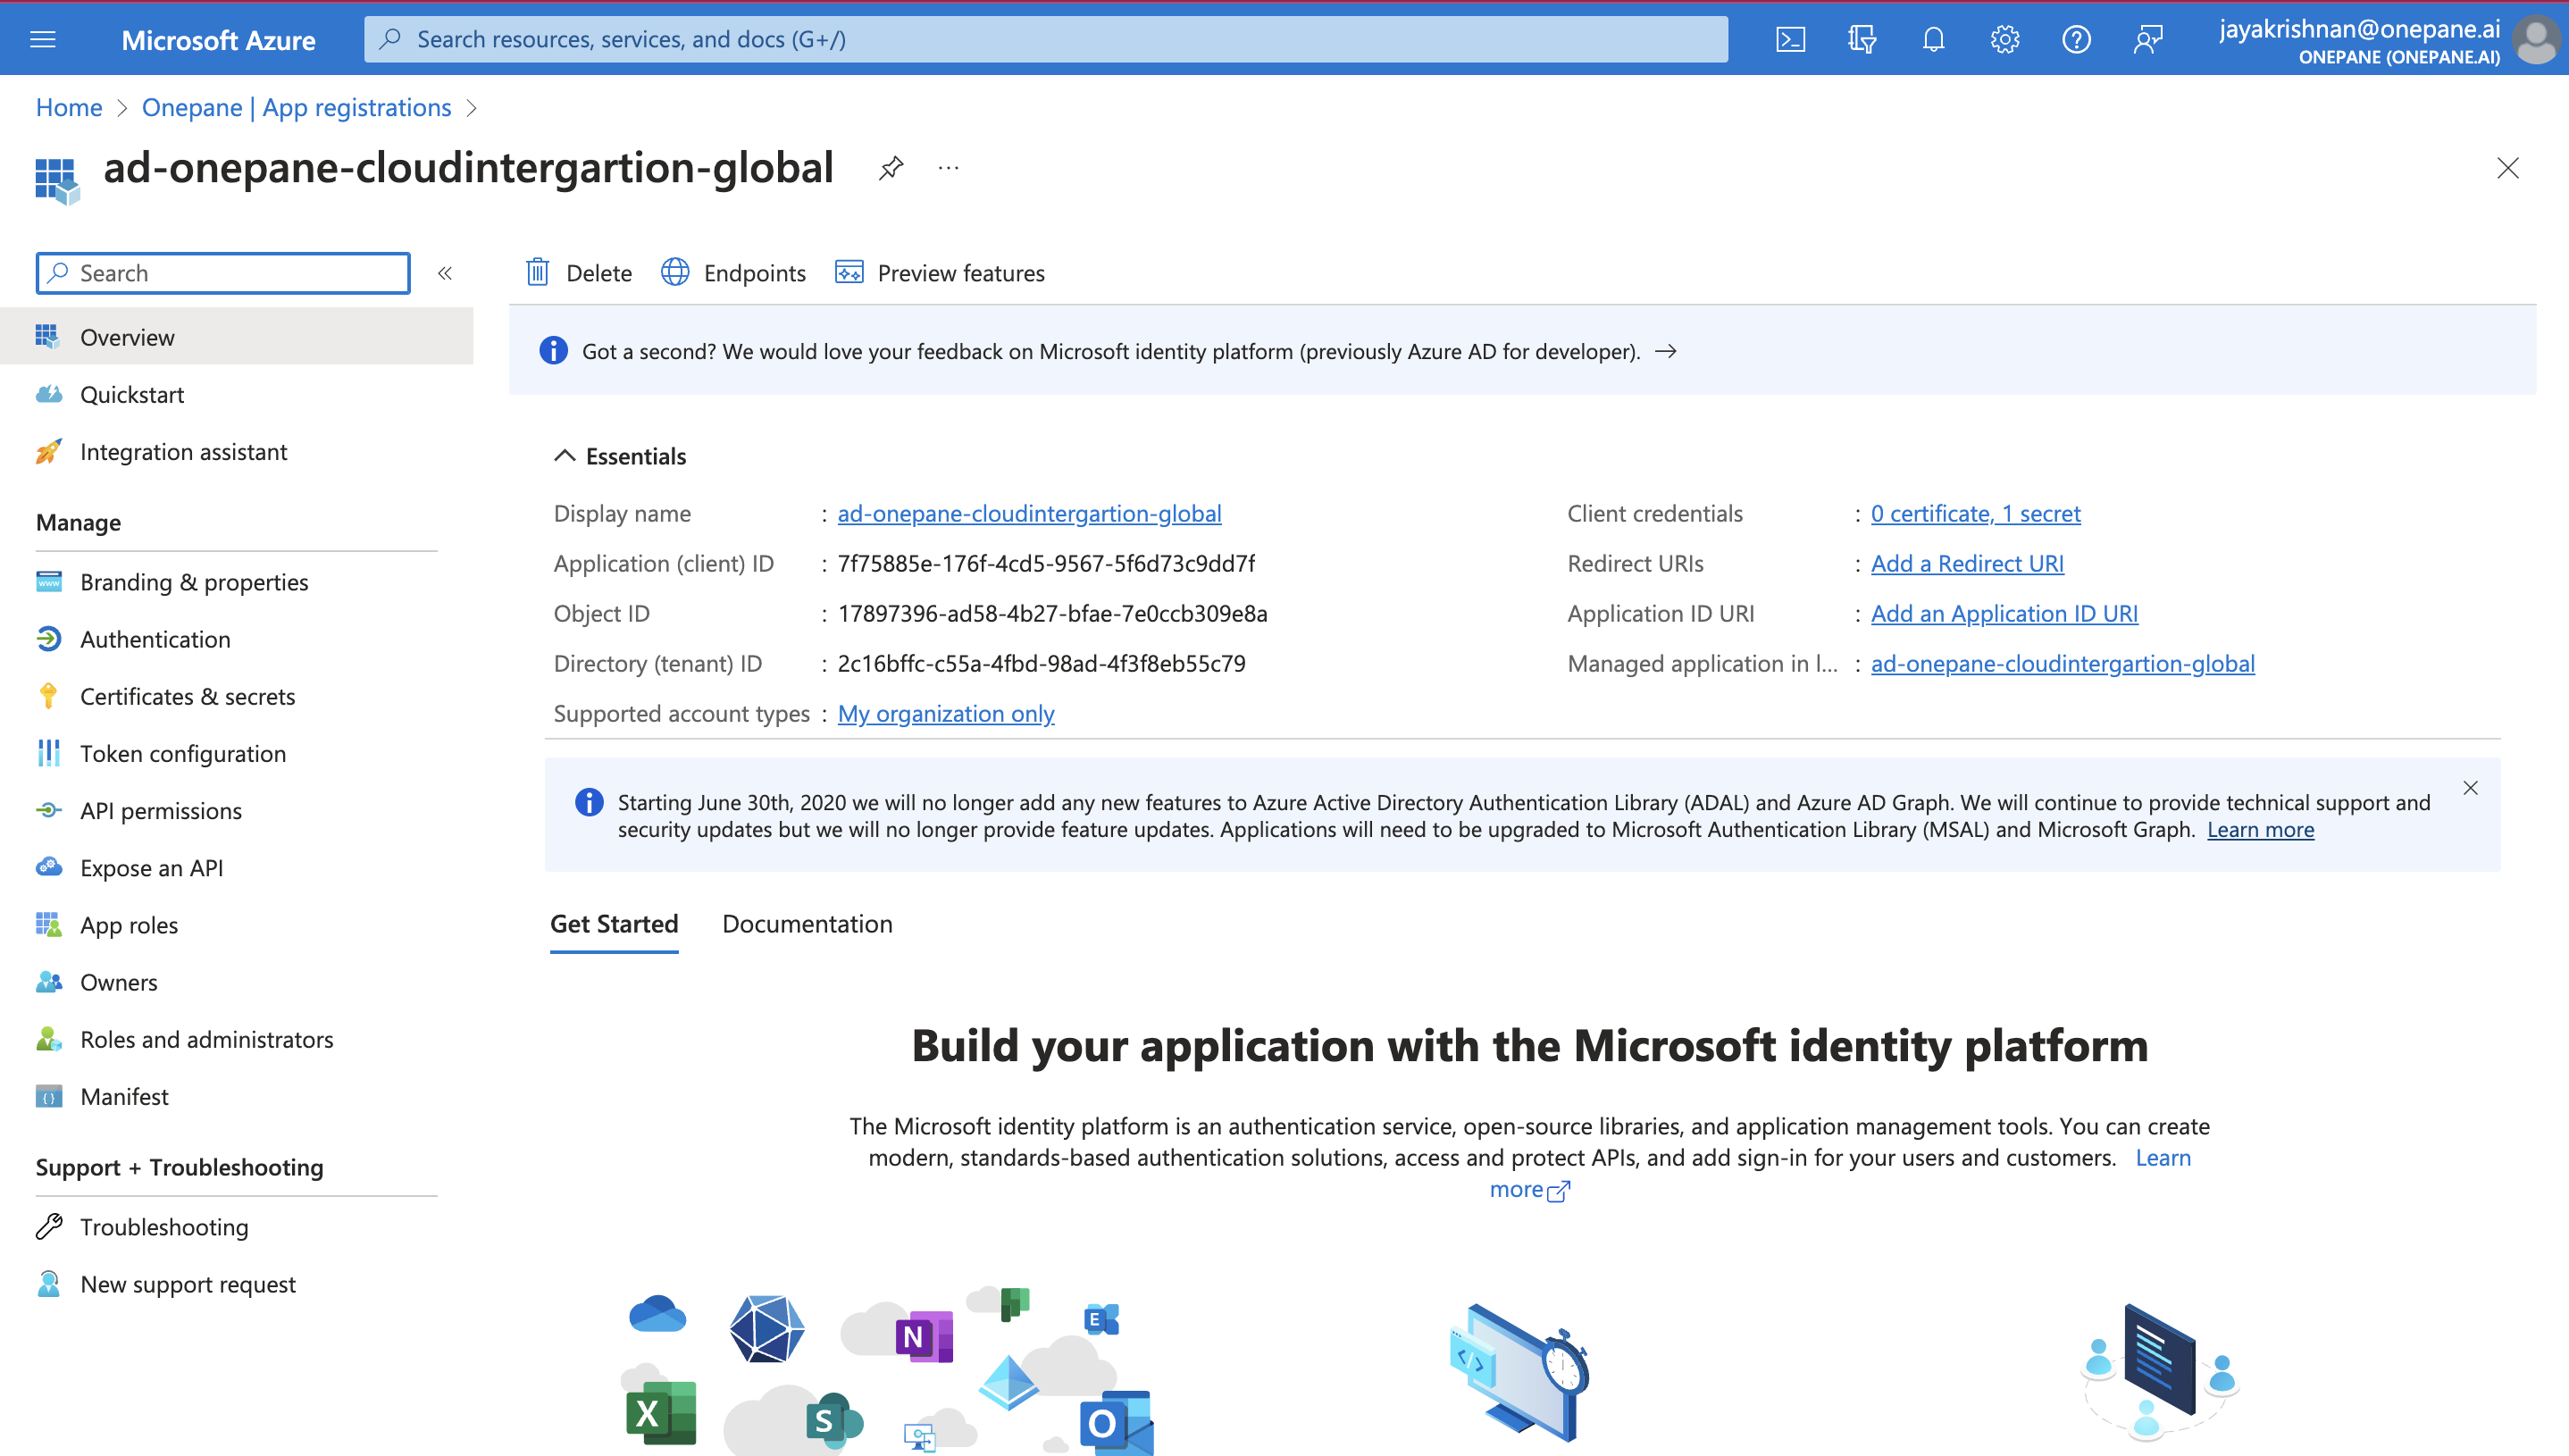 Microsoft Azure
Search resources, services, and docs (G+/)
jayakrishnan@onepane.ai
ONEPANE (ONEPANE.AI)
Home > Onepane | App registrations >
ad-onepane-cloudintergartion-global
Search
«
Delete
Endpoints
Preview features
Overview
Quickstart
Integration assistant
Manage
Branding & properties
Authentication
Certificates & secrets
Token configuration
API permissions
Expose an API
App roles
Owners
Roles and administrators
Manifest
Support + Troubleshooting
Troubleshooting
New support request
Got a second? We would love your feedback on Microsoft identity platform (previously Azure AD for developer). →
Essentials
Display name : ad-onepane-cloudintergartion-global
Application (client) ID : 7f75885e-176f-4cd5-9567-5f6d73c9dd7f
Object ID : 17897396-ad58-4b27-bfae-7e0ccb309e8a
Directory (tenant) ID : 2c16bffc-c55a-4fbd-98ad-4f3f8eb55c79
Supported account types : My organization only
Client credentials : 0 certificate, 1 secret
Redirect URIs : Add a Redirect URI
Application ID URI : Add an Application ID URI
Managed application in l... : ad-onepane-cloudintergartion-global
Starting June 30th, 2020 we will no longer add any new features to Azure Active Directory Authentication Library (ADAL) and Azure AD Graph. We will continue to provide technical support and
security updates but we will no longer provide feature updates. Applications will need to be upgraded to Microsoft Authentication Library (MSAL) and Microsoft Graph. Learn more
Get Started
Documentation
Build your application with the Microsoft identity platform
The Microsoft identity platform is an authentication service, open-source libraries, and application management tools. You can create
modern, standards-based authentication solutions, access and protect APIs, and add sign-in for your users and customers. Learn
more
N
E
X
S
O